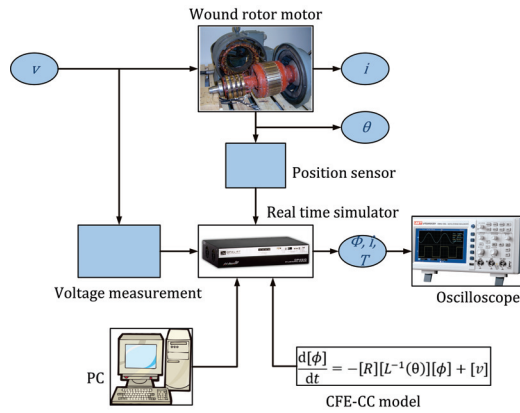 Wound rotor motor
v
i
θ
Position sensor
Real time simulator
ϕ, i,
T
Voltage measurement
Oscilloscope
PC
d[ϕ]/dt = −[R][L⁻¹(θ)][ϕ] + [v]
CFE-CC model